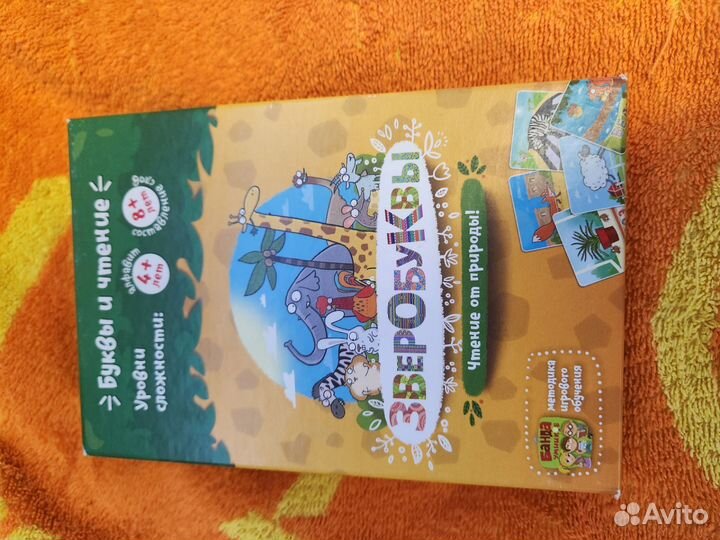 Буквы и чтение
Уровни
сложности:
алфавит
4+
лет
8+
лет
составление фраз
ЗВЕРОБУКВЫ
Чтение от природы!
Банда
умников
методика
игрового
обучения
Avito